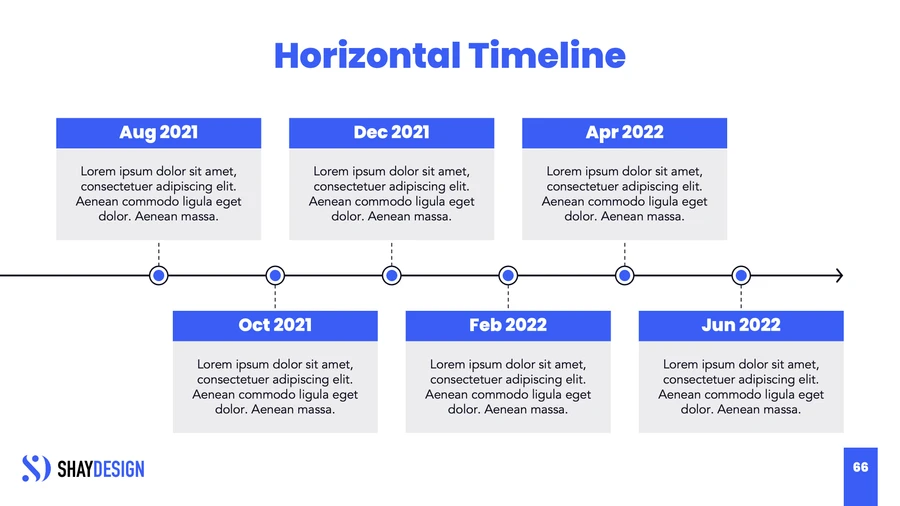 Horizontal Timeline
Aug 2021
Lorem ipsum dolor sit amet,
consectetuer adipiscing elit.
Aenean commodo ligula eget
dolor. Aenean massa.
Dec 2021
Lorem ipsum dolor sit amet,
consectetuer adipiscing elit.
Aenean commodo ligula eget
dolor. Aenean massa.
Apr 2022
Lorem ipsum dolor sit amet,
consectetuer adipiscing elit.
Aenean commodo ligula eget
dolor. Aenean massa.
Oct 2021
Lorem ipsum dolor sit amet,
consectetuer adipiscing elit.
Aenean commodo ligula eget
dolor. Aenean massa.
Feb 2022
Lorem ipsum dolor sit amet,
consectetuer adipiscing elit.
Aenean commodo ligula eget
dolor. Aenean massa.
Jun 2022
Lorem ipsum dolor sit amet,
consectetuer adipiscing elit.
Aenean commodo ligula eget
dolor. Aenean massa.
SHAYDESIGN
66